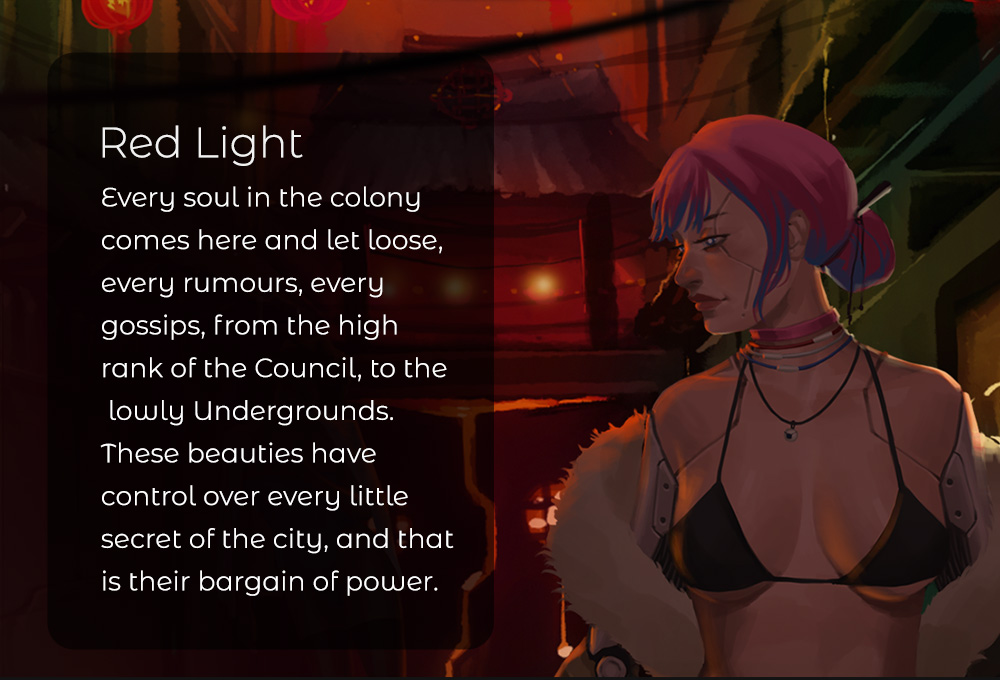 Red Light
Every soul in the colony
comes here and let loose,
every rumours, every
gossips, from the high
rank of the Council, to the
lowly Undergrounds.
These beauties have
control over every little
secret of the city, and that
is their bargain of power.